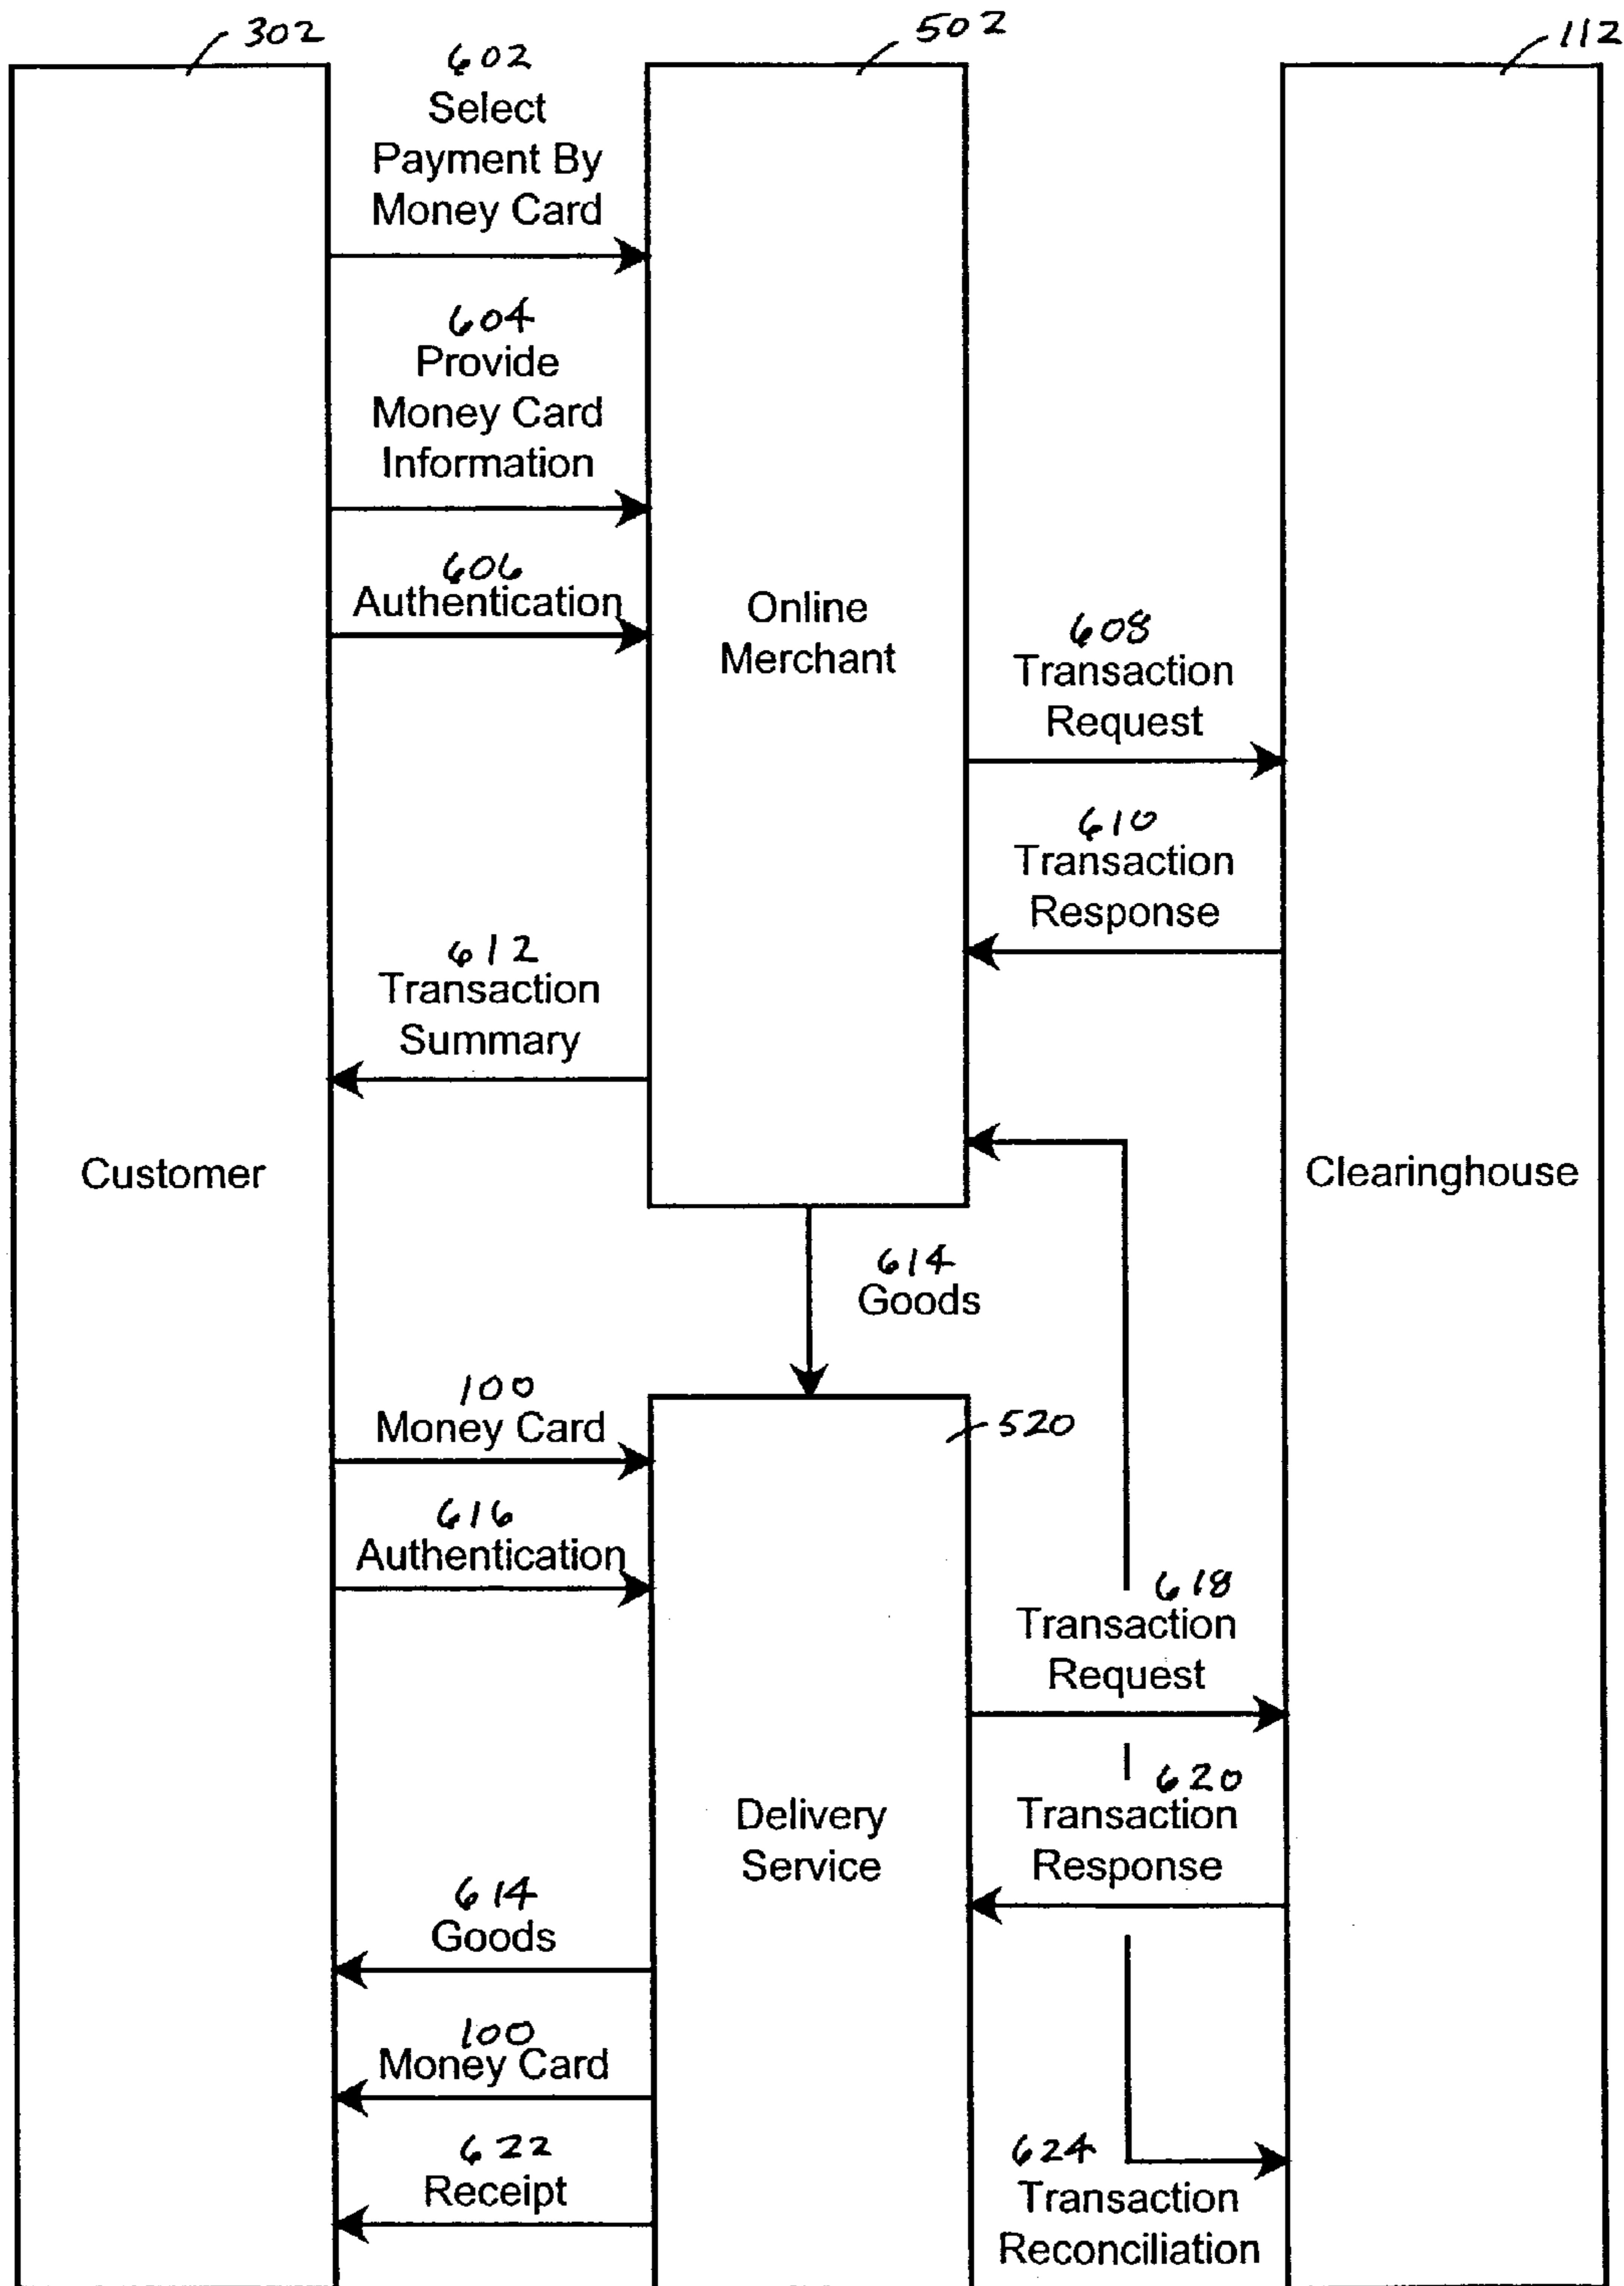 302
502
112
602
Select
Payment By
Money Card
604
Provide
Money Card
Information
606
Authentication
Online
Merchant
608
Transaction
Request
610
Transaction
Response
612
Transaction
Summary
Customer
Clearinghouse
614
Goods
100
Money Card
520
616
Authentication
618
Transaction
Request
620
Transaction
Response
Delivery
Service
614
Goods
100
Money Card
622
Receipt
624
Transaction
Reconciliation